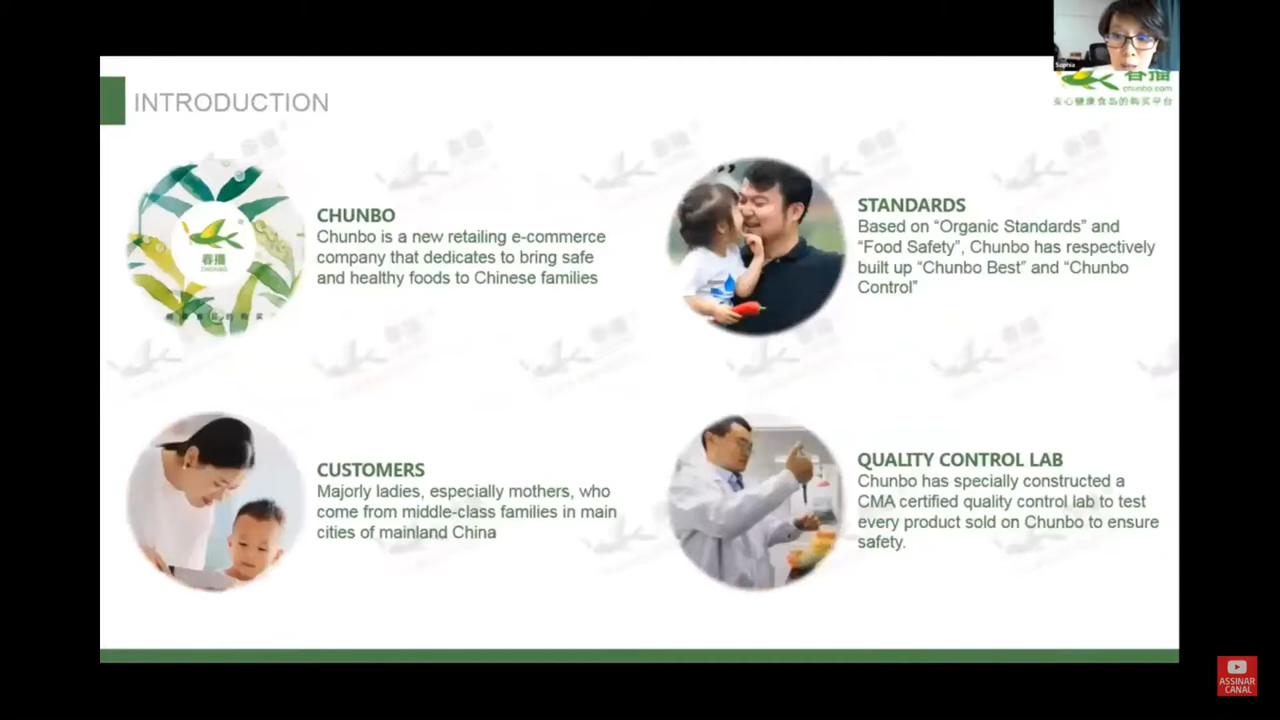 Sophia
春播
chunbo.com
安心健康食品的购买平台
INTRODUCTION
春播
CHUNBO
CHUNBO
Chunbo is a new retailing e-commerce
company that dedicates to bring safe
and healthy foods to Chinese families
STANDARDS
Based on “Organic Standards” and
“Food Safety”, Chunbo has respectively
built up “Chunbo Best” and “Chunbo
Control”
CUSTOMERS
Majorly ladies, especially mothers, who
come from middle-class families in main
cities of mainland China
QUALITY CONTROL LAB
Chunbo has specially constructed a
CMA certified quality control lab to test
every product sold on Chunbo to ensure
safety.
ASSINAR
CANAL